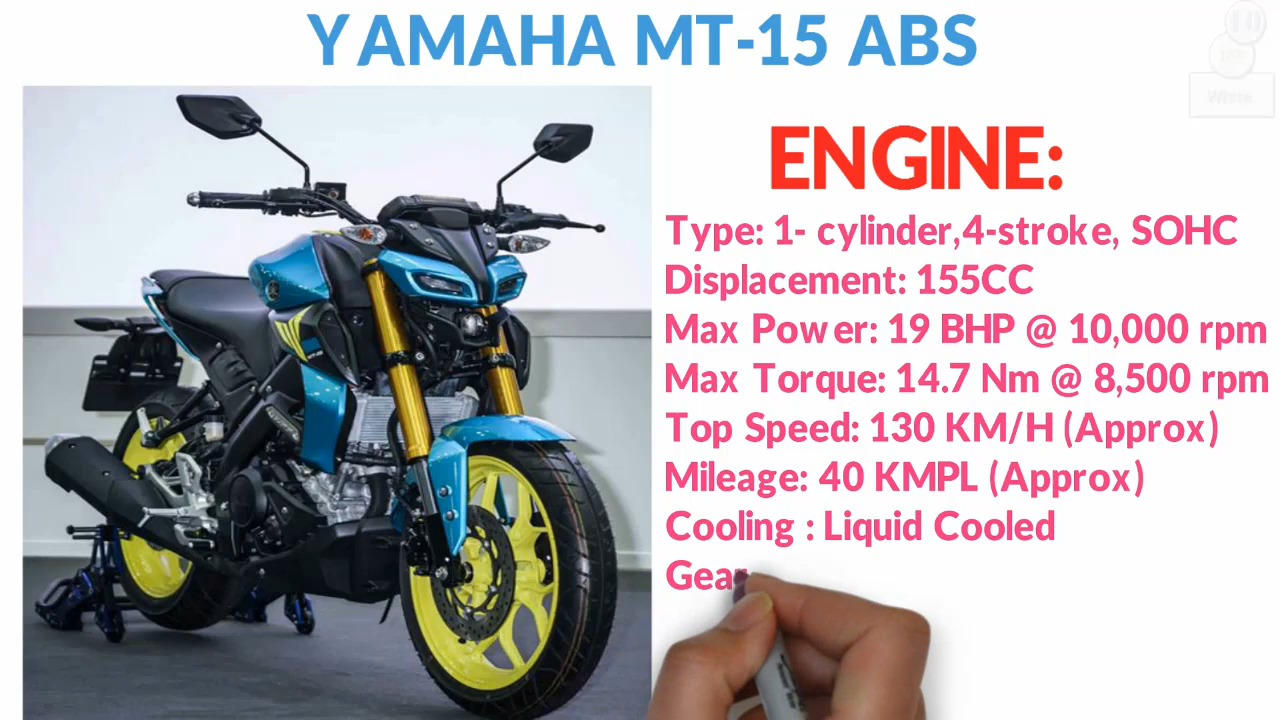 YAMAHA MT-15 ABS
ENGINE:
Type: 1- cylinder,4-stroke, SOHC
Displacement: 155CC
Max Power: 19 BHP @ 10,000 rpm
Max Torque: 14.7 Nm @ 8,500 rpm
Top Speed: 130 KM/H (Approx)
Mileage: 40 KMPL (Approx)
Cooling : Liquid Cooled
Gear